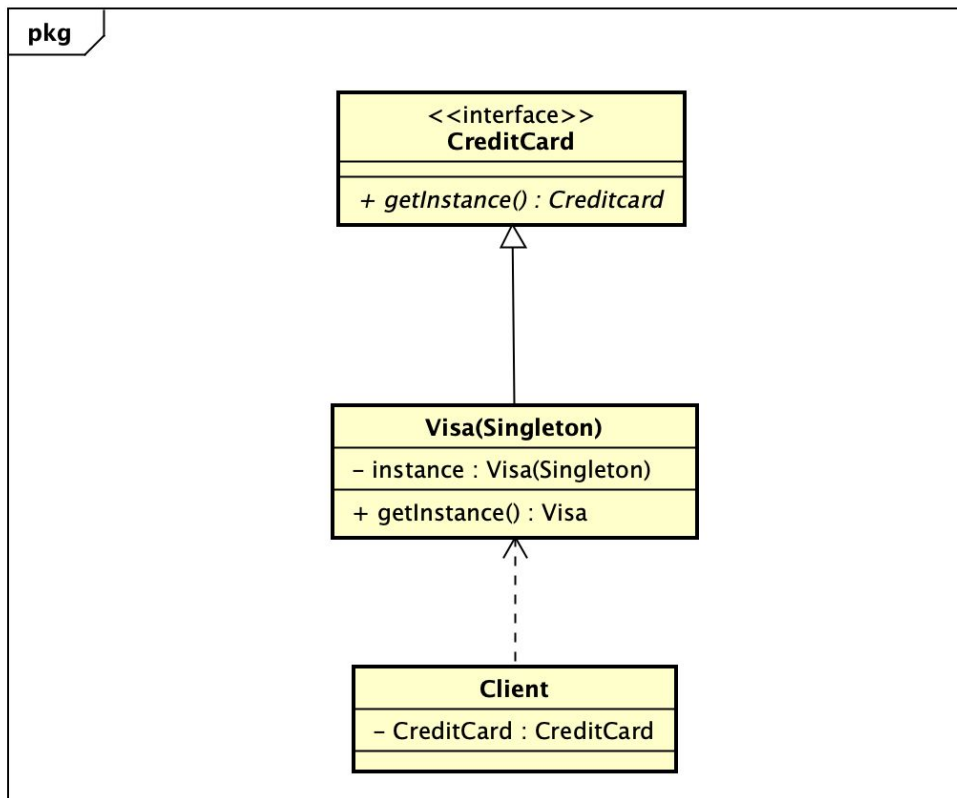 pkg
<<interface>>
CreditCard
+ getInstance() : Creditcard
Visa(Singleton)
- instance : Visa(Singleton)
+ getInstance() : Visa
Client
- CreditCard : CreditCard